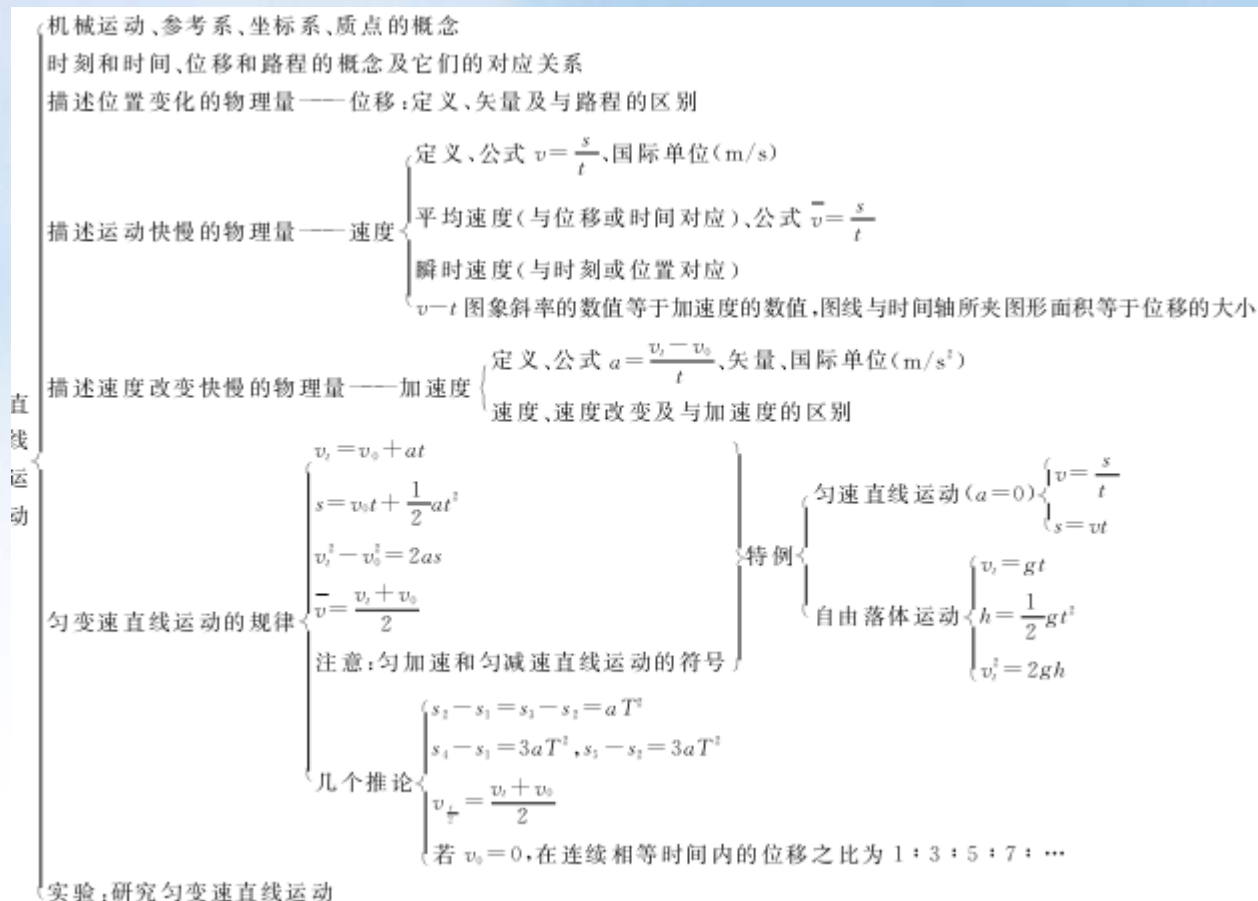 直线运动
机械运动、参考系、坐标系、质点的概念
时刻和时间、位移和路程的概念及它们的对应关系
描述位置变化的物理量——位移:定义、矢量及与路程的区别
描述运动快慢的物理量——速度
定义、公式 v=s/t、国际单位(m/s)
平均速度(与位移或时间对应)、公式 v̄=s/t
瞬时速度(与时刻或位置对应)
v—t 图象斜率的数值等于加速度的数值,图线与时间轴所夹图形面积等于位移的大小
描述速度改变快慢的物理量——加速度
定义、公式 a=(vₜ-v₀)/t、矢量、国际单位(m/s²)
速度、速度改变及与加速度的区别
匀变速直线运动的规律
vₜ=v₀+at
s=v₀t+1/2at²
vₜ²-v₀²=2as
v̄=(vₜ+v₀)/2
注意:匀加速和匀减速直线运动的符号
特例
匀速直线运动(a=0)
v=s/t
s=vt
自由落体运动
vₜ=gt
h=1/2gt²
vₜ²=2gh
几个推论
s₂-s₁=s₃-s₂=aT²
s₄-s₁=3aT²,s₅-s₂=3aT²
v_(t/2)=(vₜ+v₀)/2
若 v₀=0,在连续相等时间内的位移之比为 1∶3∶5∶7∶…
实验:研究匀变速直线运动